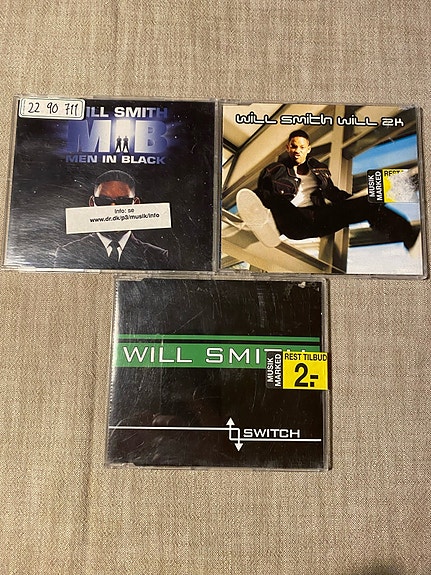 22 90 711
WILL SMITH
MIB
MEN IN BLACK
Info: se
www.dr.dk/p3/musik/info
WILL SMITH WILL 2K
MUSIK
MARKED
REST
WILL SMITH
MUSIK
MARKED
REST TILBUD
2.-
SWITCH